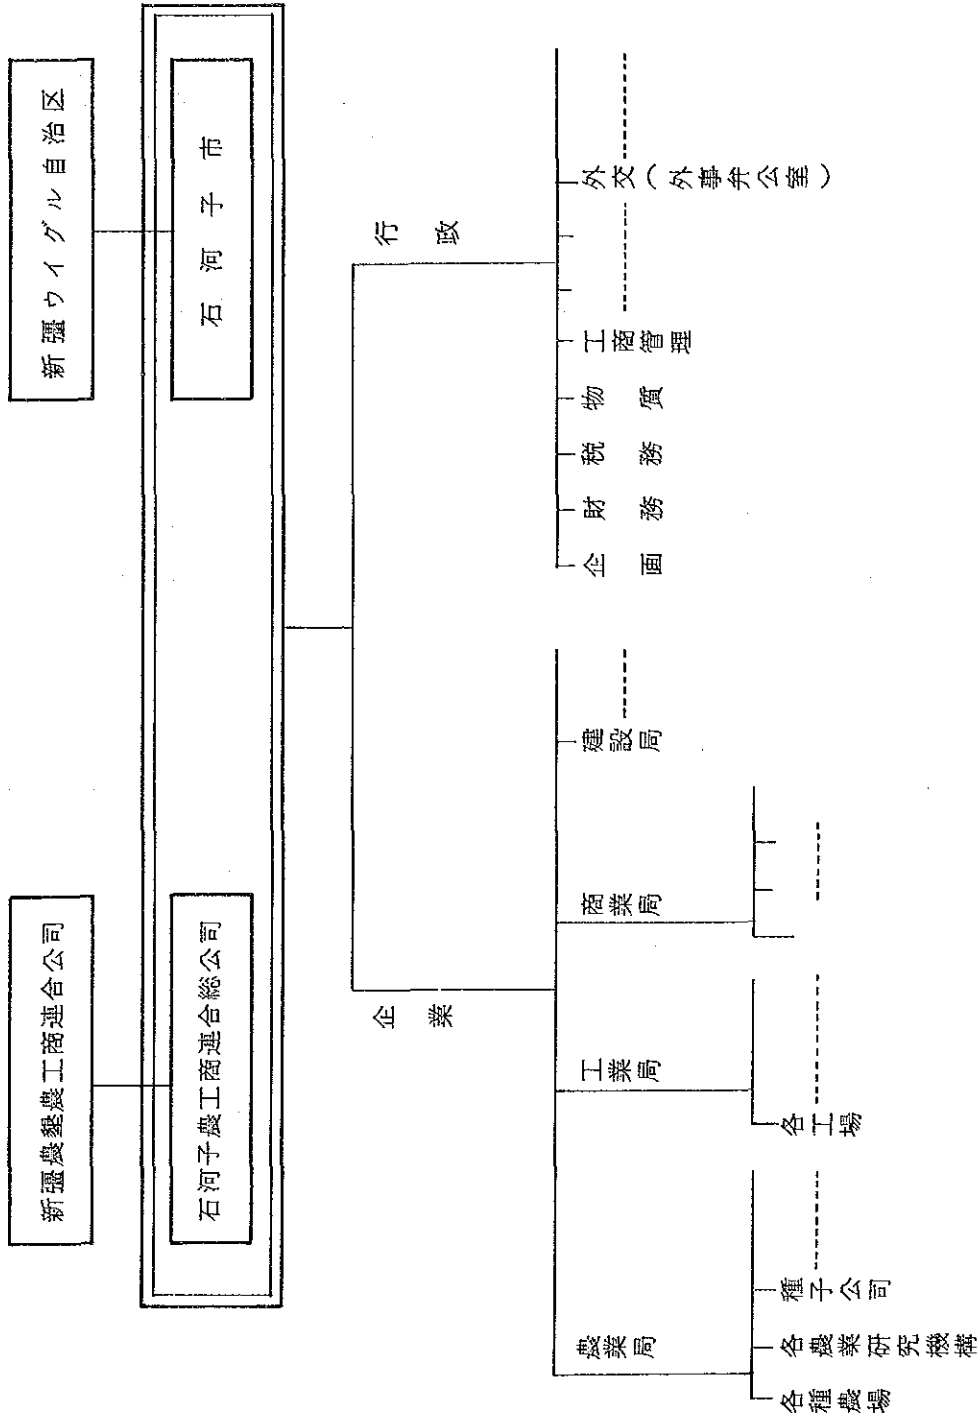 新疆農墾農工商連合公司
新疆ウイグル自治区
石河子農工商連合総公司
石河子市
企業
行政
農業局
工業局
商業局
建設局
企画
財務
税務
物質
工商管理
外交(外事弁公室)
各種農場
各農業研究機構
種子公司
各工場